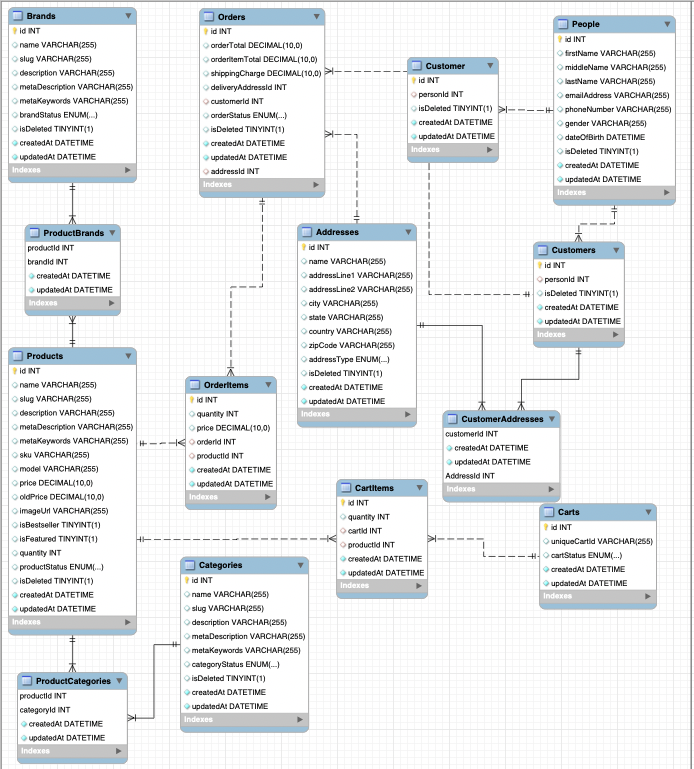 Brands
id INT
name VARCHAR(255)
slug VARCHAR(255)
description VARCHAR(255)
metaDescription VARCHAR(255)
metaKeywords VARCHAR(255)
brandStatus ENUM(...)
isDeleted TINYINT(1)
createdAt DATETIME
updatedAt DATETIME
Indexes
Orders
id INT
orderTotal DECIMAL(10,0)
orderItemTotal DECIMAL(10,0)
shippingCharge DECIMAL(10,0)
deliveryAddressId INT
customerId INT
orderStatus ENUM(...)
isDeleted TINYINT(1)
createdAt DATETIME
updatedAt DATETIME
addressId INT
Indexes
Customer
id INT
personId INT
isDeleted TINYINT(1)
createdAt DATETIME
updatedAt DATETIME
Indexes
People
id INT
firstName VARCHAR(255)
middleName VARCHAR(255)
lastName VARCHAR(255)
emailAddress VARCHAR(255)
phoneNumber VARCHAR(255)
gender VARCHAR(255)
dateOfBirth DATETIME
isDeleted TINYINT(1)
createdAt DATETIME
updatedAt DATETIME
Indexes
ProductBrands
productId INT
brandId INT
createdAt DATETIME
updatedAt DATETIME
Indexes
Addresses
id INT
name VARCHAR(255)
addressLine1 VARCHAR(255)
addressLine2 VARCHAR(255)
city VARCHAR(255)
state VARCHAR(255)
country VARCHAR(255)
zipCode VARCHAR(255)
addressType ENUM(...)
isDeleted TINYINT(1)
createdAt DATETIME
updatedAt DATETIME
Indexes
Customers
id INT
personId INT
isDeleted TINYINT(1)
createdAt DATETIME
updatedAt DATETIME
Indexes
Products
id INT
name VARCHAR(255)
slug VARCHAR(255)
description VARCHAR(255)
metaDescription VARCHAR(255)
metaKeywords VARCHAR(255)
sku VARCHAR(255)
model VARCHAR(255)
price DECIMAL(10,0)
oldPrice DECIMAL(10,0)
imageUrl VARCHAR(255)
isBestseller TINYINT(1)
isFeatured TINYINT(1)
quantity INT
productStatus ENUM(...)
isDeleted TINYINT(1)
createdAt DATETIME
updatedAt DATETIME
Indexes
OrderItems
id INT
quantity INT
price DECIMAL(10,0)
orderId INT
productId INT
createdAt DATETIME
updatedAt DATETIME
Indexes
CustomerAddresses
customerId INT
createdAt DATETIME
updatedAt DATETIME
AddressId INT
Indexes
CartItems
id INT
quantity INT
cartId INT
productId INT
createdAt DATETIME
updatedAt DATETIME
Indexes
Carts
id INT
uniqueCartId VARCHAR(255)
cartStatus ENUM(...)
createdAt DATETIME
updatedAt DATETIME
Indexes
Categories
id INT
name VARCHAR(255)
slug VARCHAR(255)
description VARCHAR(255)
metaDescription VARCHAR(255)
metaKeywords VARCHAR(255)
categoryStatus ENUM(...)
isDeleted TINYINT(1)
createdAt DATETIME
updatedAt DATETIME
Indexes
ProductCategories
productId INT
categoryId INT
createdAt DATETIME
updatedAt DATETIME
Indexes